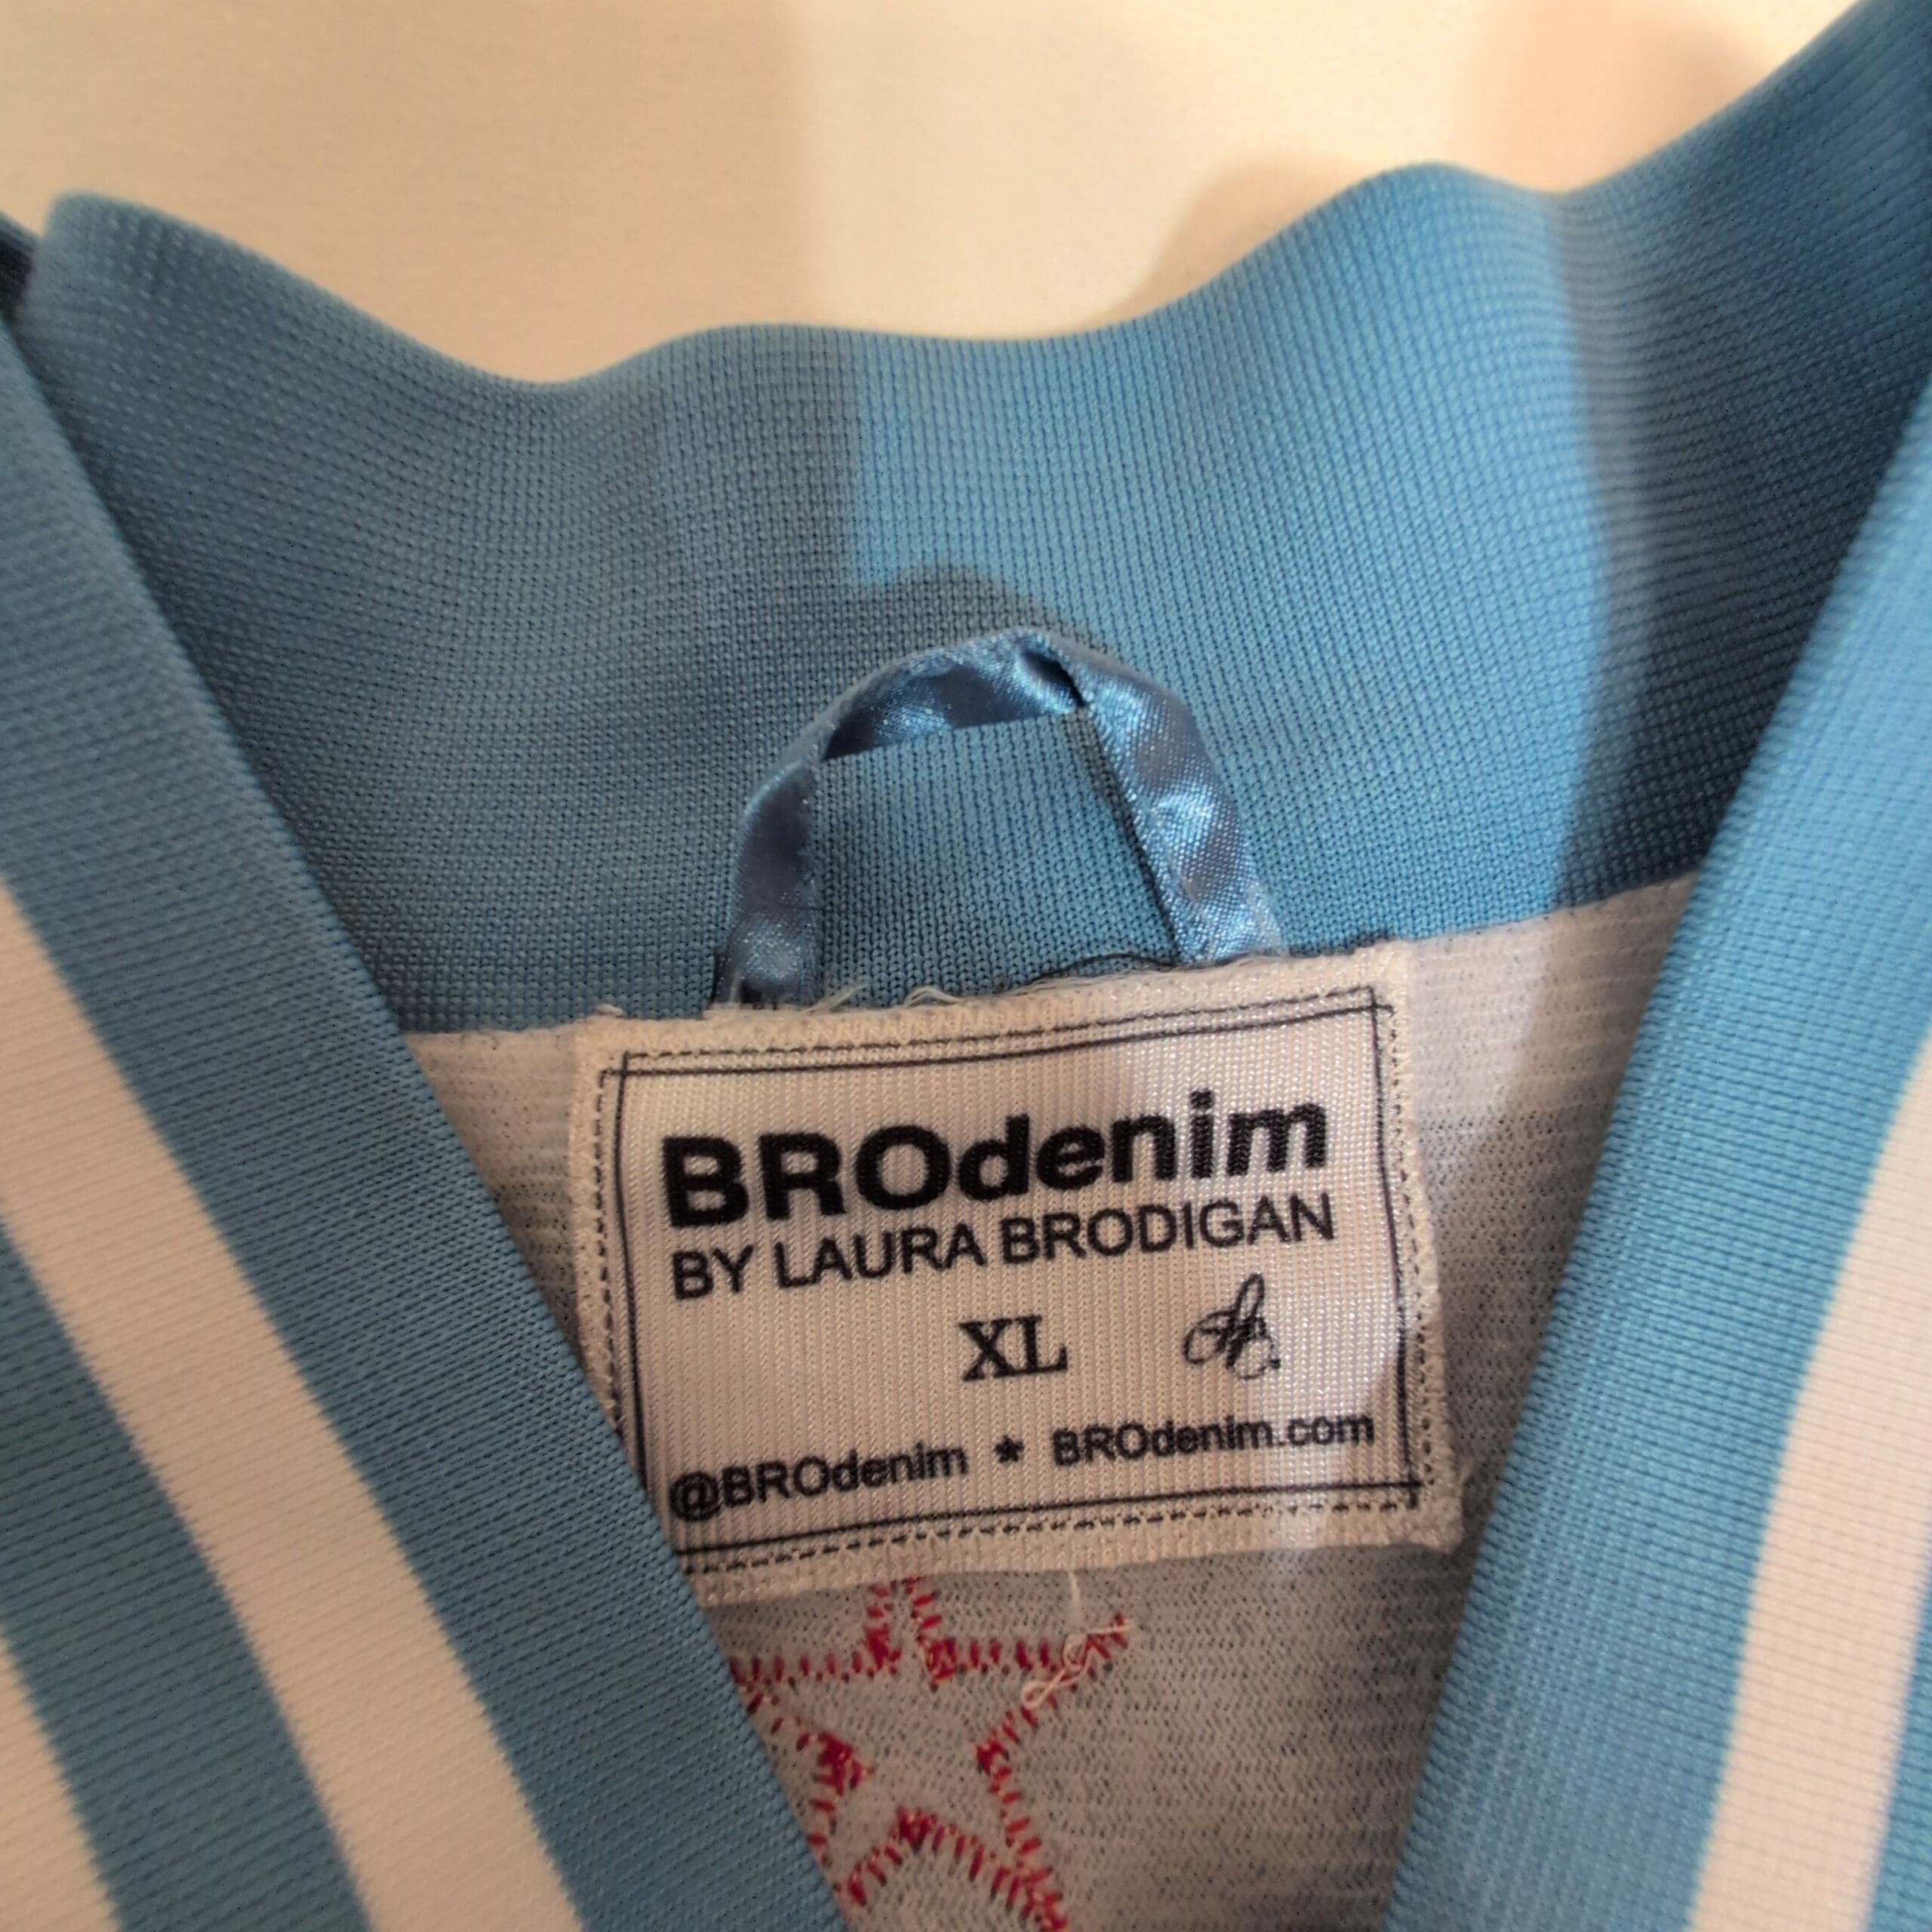 BROdenim
BY LAURA BRODIGAN
XL
@BROdenim * BROdenim.com